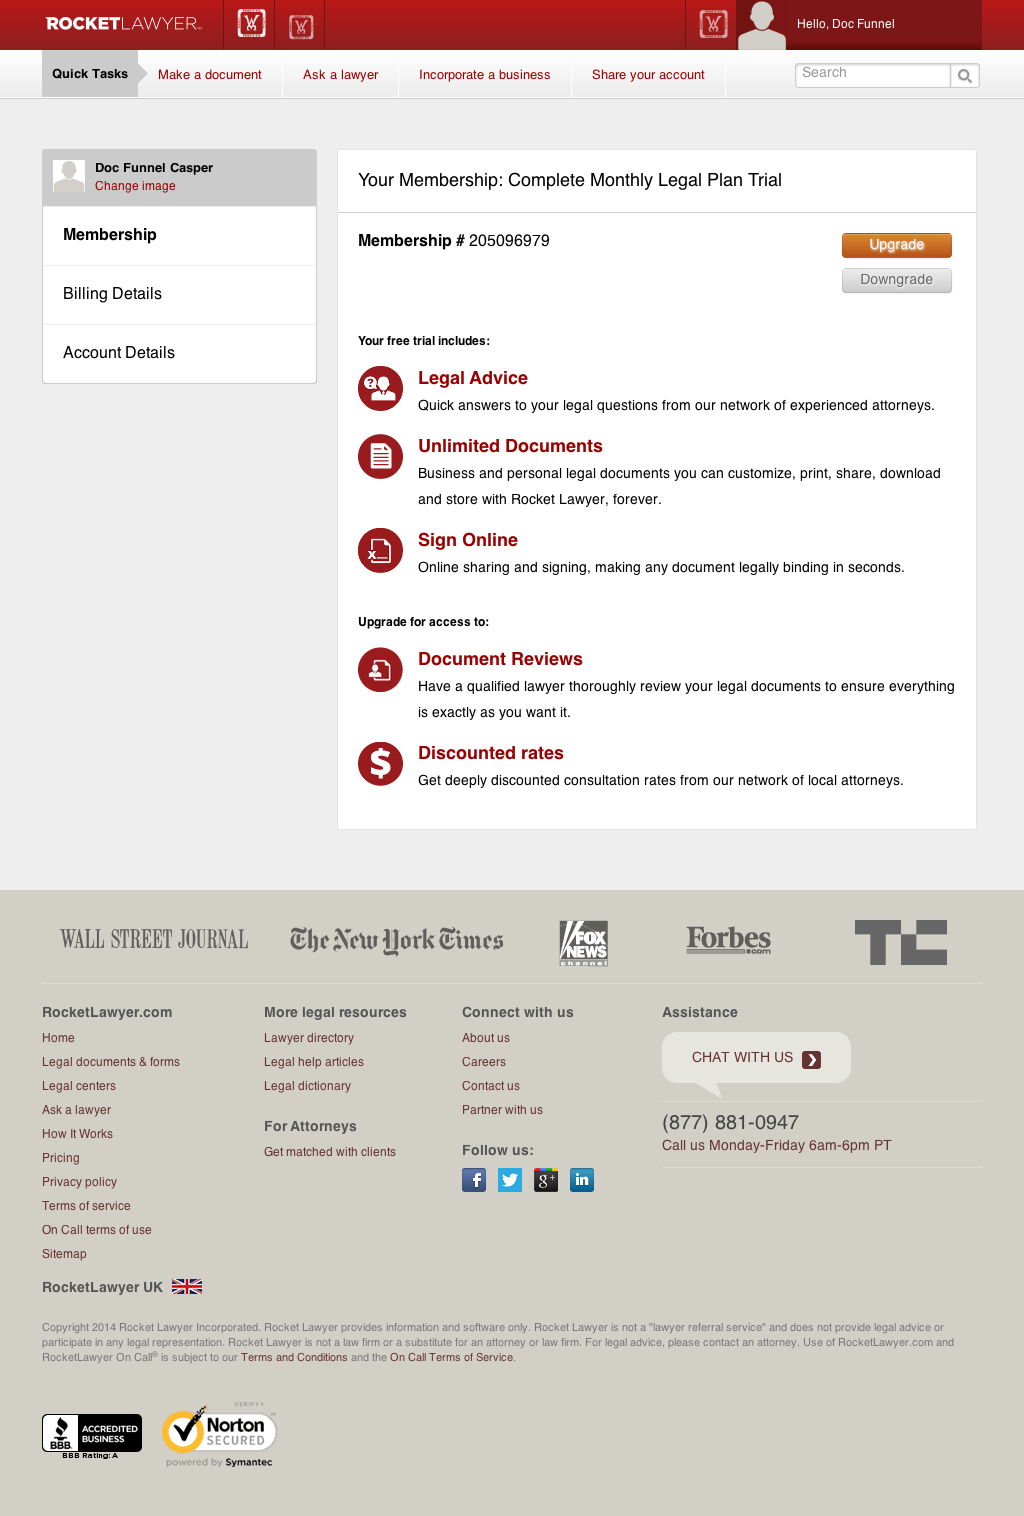 ROCKETLAWYER
Hello, Doc Funnel
Quick Tasks
Make a document
Ask a lawyer
Incorporate a business
Share your account
Search
Doc Funnel Casper
Change image
Membership
Billing Details
Account Details
Your Membership: Complete Monthly Legal Plan Trial
Membership # 205096979
Upgrade
Downgrade
Your free trial includes:
Legal Advice
Quick answers to your legal questions from our network of experienced attorneys.
Unlimited Documents
Business and personal legal documents you can customize, print, share, download
and store with Rocket Lawyer, forever.
Sign Online
Online sharing and signing, making any document legally binding in seconds.
Upgrade for access to:
Document Reviews
Have a qualified lawyer thoroughly review your legal documents to ensure everything
is exactly as you want it.
Discounted rates
Get deeply discounted consultation rates from our network of local attorneys.
WALL STREET JOURNAL
The New York Times
FOX
NEWS
channel
Forbes
.com
TC
RocketLawyer.com
Home
Legal documents & forms
Legal centers
Ask a lawyer
How It Works
Pricing
Privacy policy
Terms of service
On Call terms of use
Sitemap
RocketLawyer UK
More legal resources
Lawyer directory
Legal help articles
Legal dictionary
For Attorneys
Get matched with clients
Connect with us
About us
Careers
Contact us
Partner with us
Follow us:
Assistance
CHAT WITH US
(877) 881-0947
Call us Monday-Friday 6am-6pm PT
Copyright 2014 Rocket Lawyer Incorporated. Rocket Lawyer provides information and software only. Rocket Lawyer is not a "lawyer referral service" and does not provide legal advice or
participate in any legal representation. Rocket Lawyer is not a law firm or a substitute for an attorney or law firm. For legal advice, please contact an attorney. Use of RocketLawyer.com and
RocketLawyer On Call® is subject to our Terms and Conditions and the On Call Terms of Service.
BBB.
ACCREDITED
BUSINESS
BBB Rating: A
VERIFY
Norton
SECURED
powered by Symantec